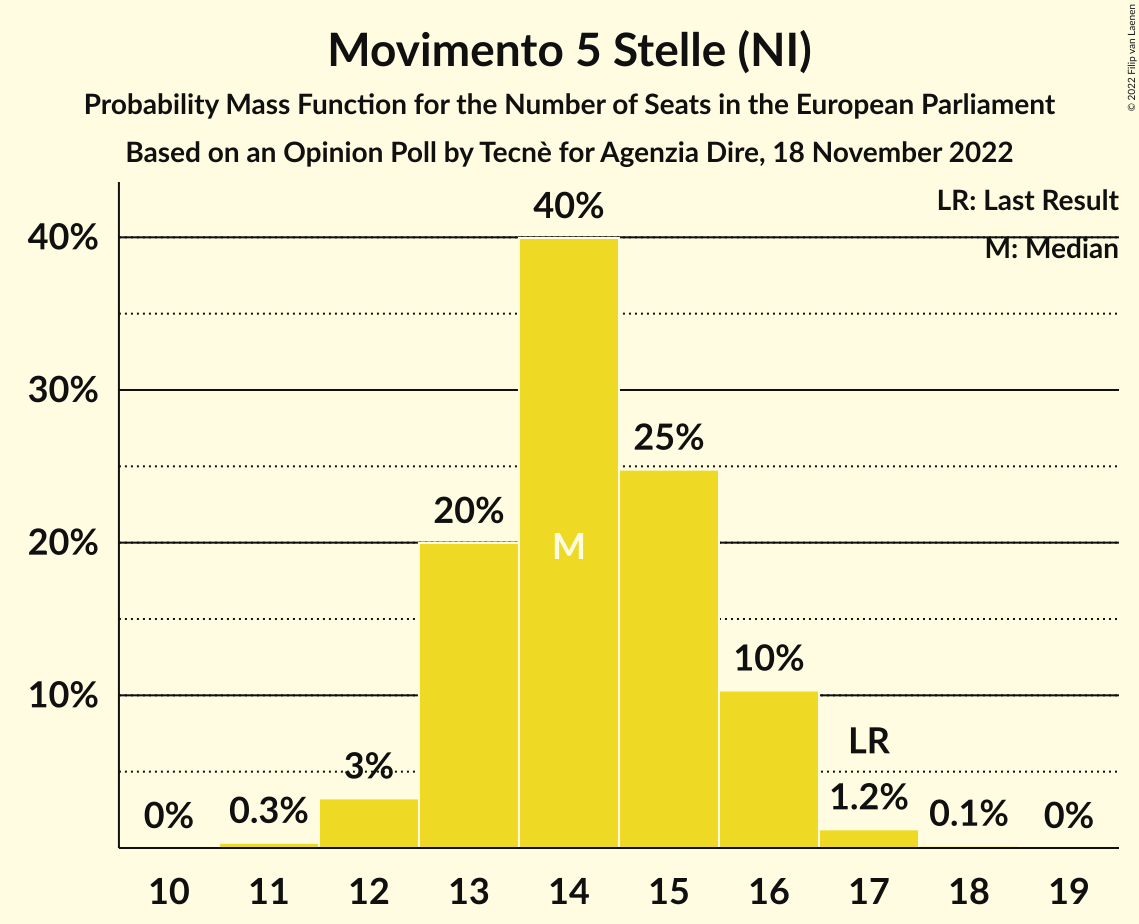 Movimento 5 Stelle (NI)
Probability Mass Function for the Number of Seats in the European Parliament
Based on an Opinion Poll by Tecnè for Agenzia Dire, 18 November 2022
© 2022 Filip van Laenen
LR: Last Result
M: Median
40%
30%
20%
10%
0%
0.3%
3%
20%
40%
M
25%
10%
LR
1.2%
0.1%
0%
10 11 12 13 14 15 16 17 18 19